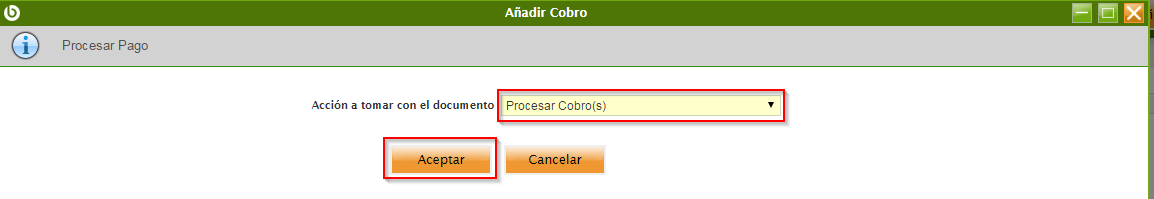 Añadir Cobro
Procesar Pago
Acción a tomar con el documento Procesar Cobro(s)
Aceptar Cancelar